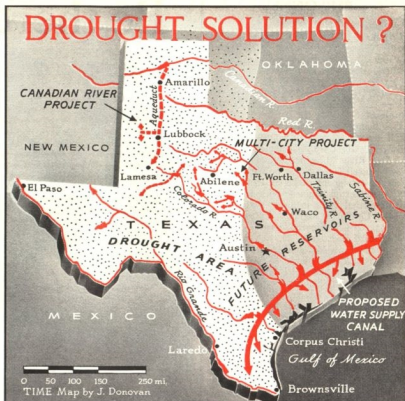 DROUGHT SOLUTION ?
OKLAHOMA
Amarillo
Canadian R.
CANADIAN RIVER
PROJECT
Aqueduct
Red R.
NEW MEXICO
Lubbock
MULTI-CITY PROJECT
Lamesa
Abilene
Ft. Worth
Dallas
El Paso
Colorado R.
Trinity R.
Sabine R.
Waco
TEXAS
DROUGHT AREA
Austin
FUTURE RESERVOIRS
Rio Grande
PROPOSED
WATER SUPPLY
CANAL
MEXICO
Corpus Christi
Laredo
Gulf of Mexico
0 50 100 150 250 mi.
TIME Map by J. Donovan
Brownsville